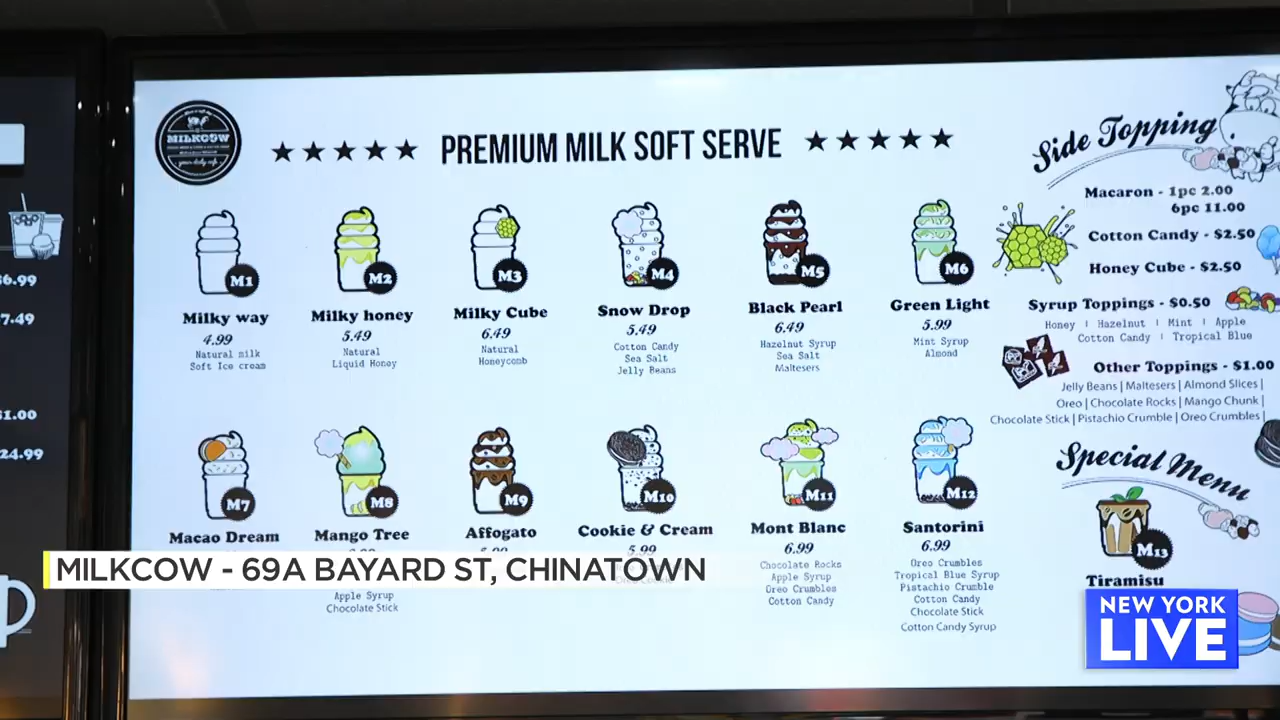 MILKCOW
your daily cafe
PREMIUM MILK SOFT SERVE
M1
Milky way
4.99
Natural milk
Soft Ice cream
M2
Milky honey
5.49
Natural
Liquid Honey
M3
Milky Cube
6.49
Natural
Honeycomb
M4
Snow Drop
5.49
Cotton Candy
Sea Salt
Jelly Beans
M5
Black Pearl
6.49
Hazelnut Syrup
Sea Salt
Maltesers
M6
Green Light
5.99
Mint Syrup
Almond
M7
Macao Dream
M8
Mango Tree
Apple Syrup
Chocolate Stick
M9
Affogato
M10
Cookie & Cream
5.99
M11
Mont Blanc
6.99
Chocolate Rocks
Apple Syrup
Oreo Crumbles
Cotton Candy
M12
Santorini
6.99
Oreo Crumbles
Tropical Blue Syrup
Pistachio Crumble
Cotton Candy
Chocolate Stick
Cotton Candy Syrup
Side Topping
Macaron - 1pc 2.00
6pc 11.00
Cotton Candy - $2.50
Honey Cube - $2.50
Syrup Toppings - $0.50
Honey | Hazelnut | Mint | Apple
Cotton Candy | Tropical Blue
Other Toppings - $1.00
Jelly Beans | Maltesers | Almond Slices |
Oreo | Chocolate Rocks | Mango Chunk |
Chocolate Stick | Pistachio Crumble | Oreo Crumbles |
Special Menu
M13
Tiramisu
$6.99
7.49
$1.00
24.99
MILKCOW - 69A BAYARD ST, CHINATOWN
NEW YORK
LIVE